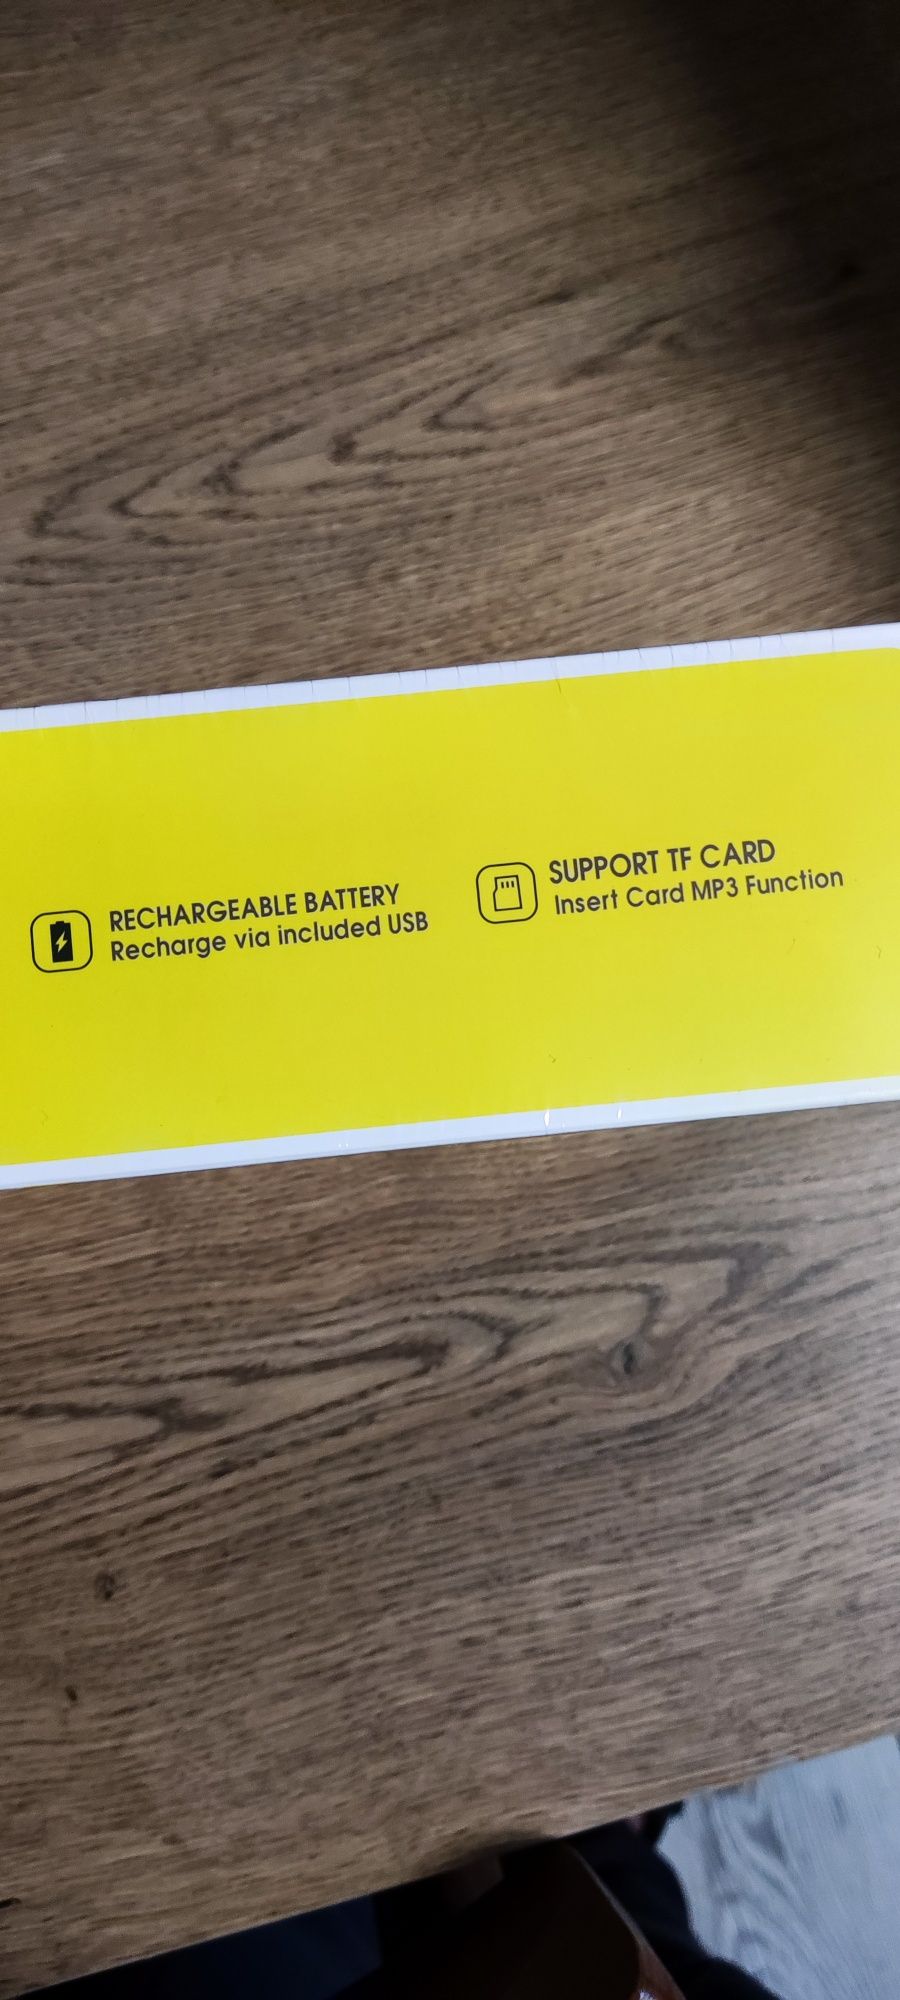 RECHARGEABLE BATTERY
Recharge via included USB
SUPPORT TF CARD
Insert Card MP3 Function